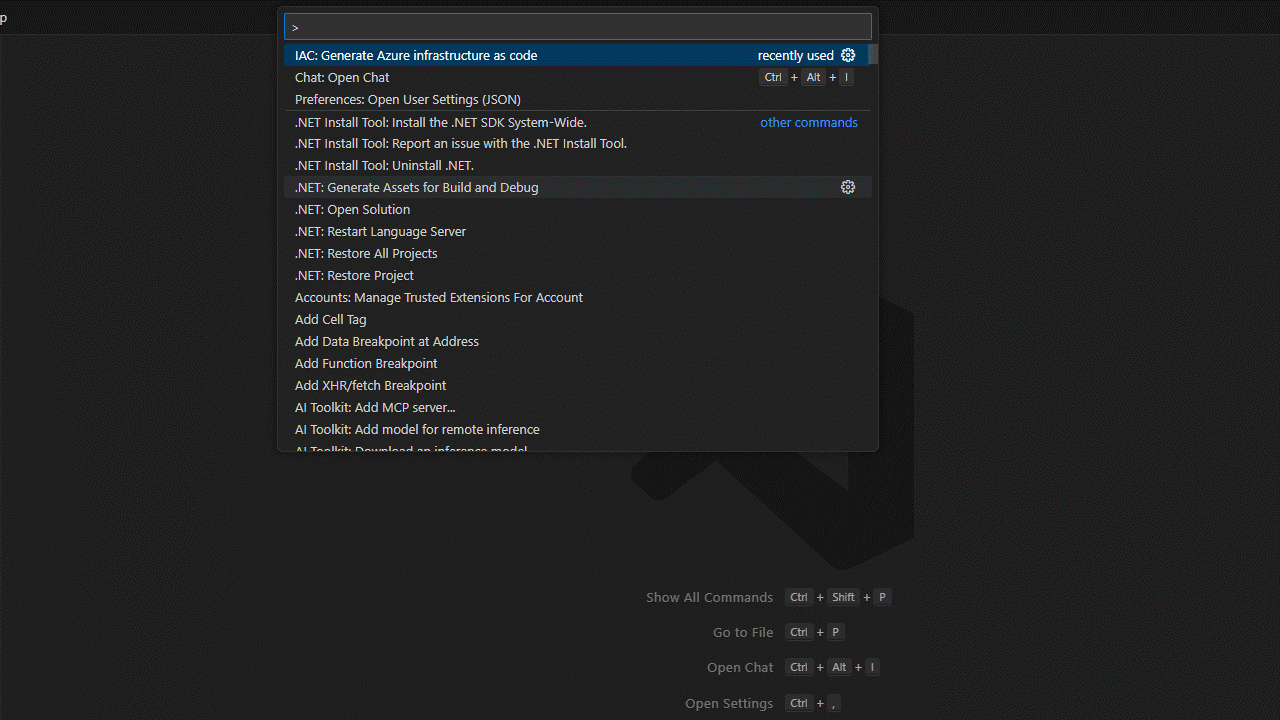 p
>
IAC: Generate Azure infrastructure as code recently used
Chat: Open Chat Ctrl + Alt + I
Preferences: Open User Settings (JSON)
.NET Install Tool: Install the .NET SDK System-Wide. other commands
.NET Install Tool: Report an issue with the .NET Install Tool.
.NET Install Tool: Uninstall .NET.
.NET: Generate Assets for Build and Debug
.NET: Open Solution
.NET: Restart Language Server
.NET: Restore All Projects
.NET: Restore Project
Accounts: Manage Trusted Extensions For Account
Add Cell Tag
Add Data Breakpoint at Address
Add Function Breakpoint
Add XHR/fetch Breakpoint
AI Toolkit: Add MCP server...
AI Toolkit: Add model for remote inference
AI Toolkit: Download an inference model
Show All Commands Ctrl + Shift + P
Go to File Ctrl + P
Open Chat Ctrl + Alt + I
Open Settings Ctrl + ,